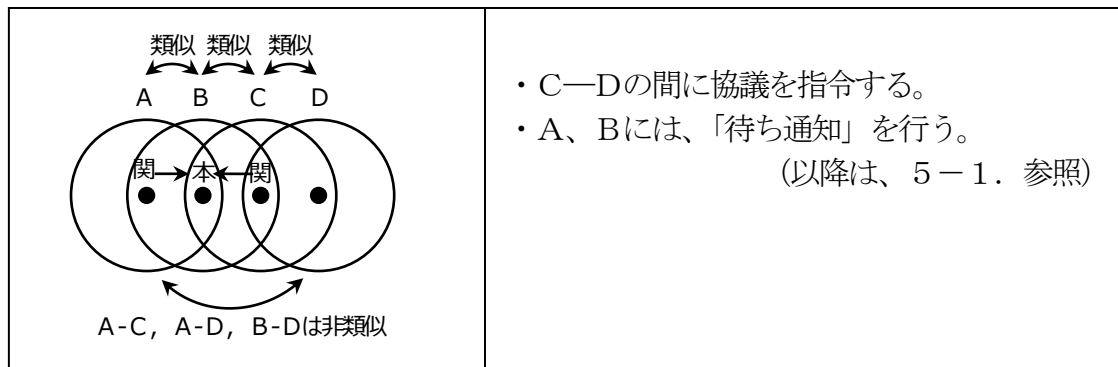 類似 類似 類似
A B C D
関 本 関
A-C, A-D, B-Dは非類似
・C―Dの間に協議を指令する。
・A、Bには、「待ち通知」を行う。
（以降は、５－１．参照）